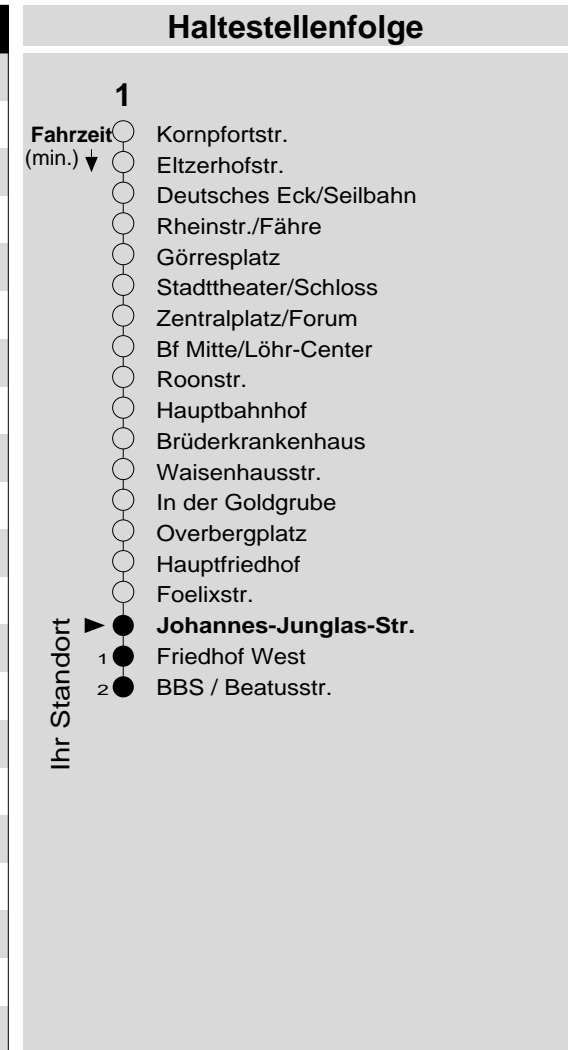 Haltestellenfolge
1
Fahrzeit Kornpfortstr.
(min.) Eltzerhofstr.
Deutsches Eck/Seilbahn
Rheinstr./Fähre
Görresplatz
Stadttheater/Schloss
Zentralplatz/Forum
Bf Mitte/Löhr-Center
Roonstr.
Hauptbahnhof
Brüderkrankenhaus
Waisenhausstr.
In der Goldgrube
Overbergplatz
Hauptfriedhof
Foelixstr.
Johannes-Junglas-Str.
1 Friedhof West
2 BBS / Beatusstr.
Ihr Standort